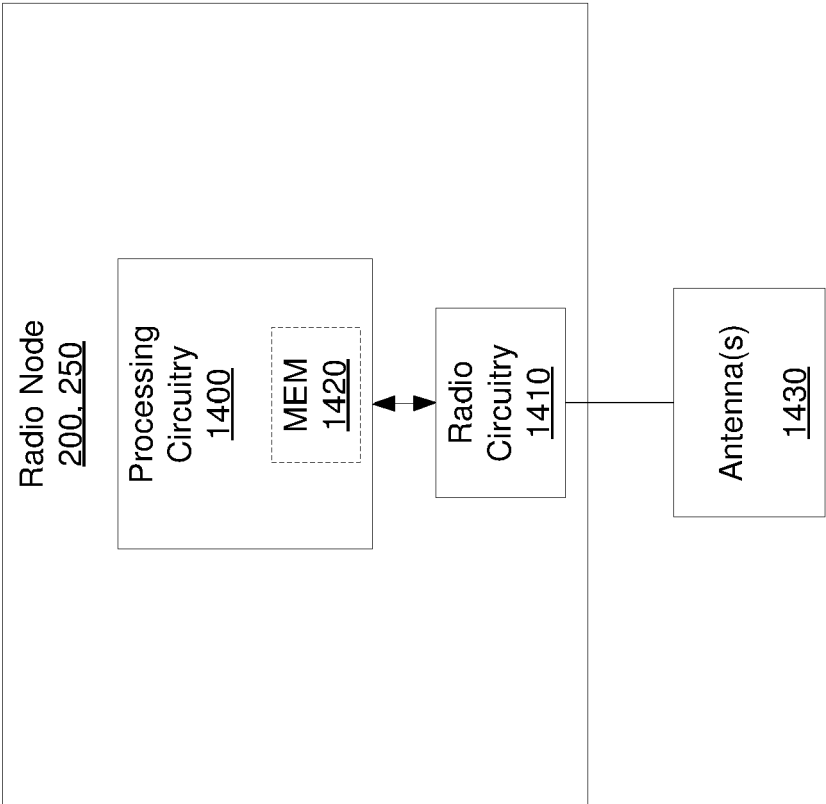 Radio Node
200, 250
Processing
Circuitry
1400
MEM
1420
Radio
Circuitry
1410
Antenna(s)
1430